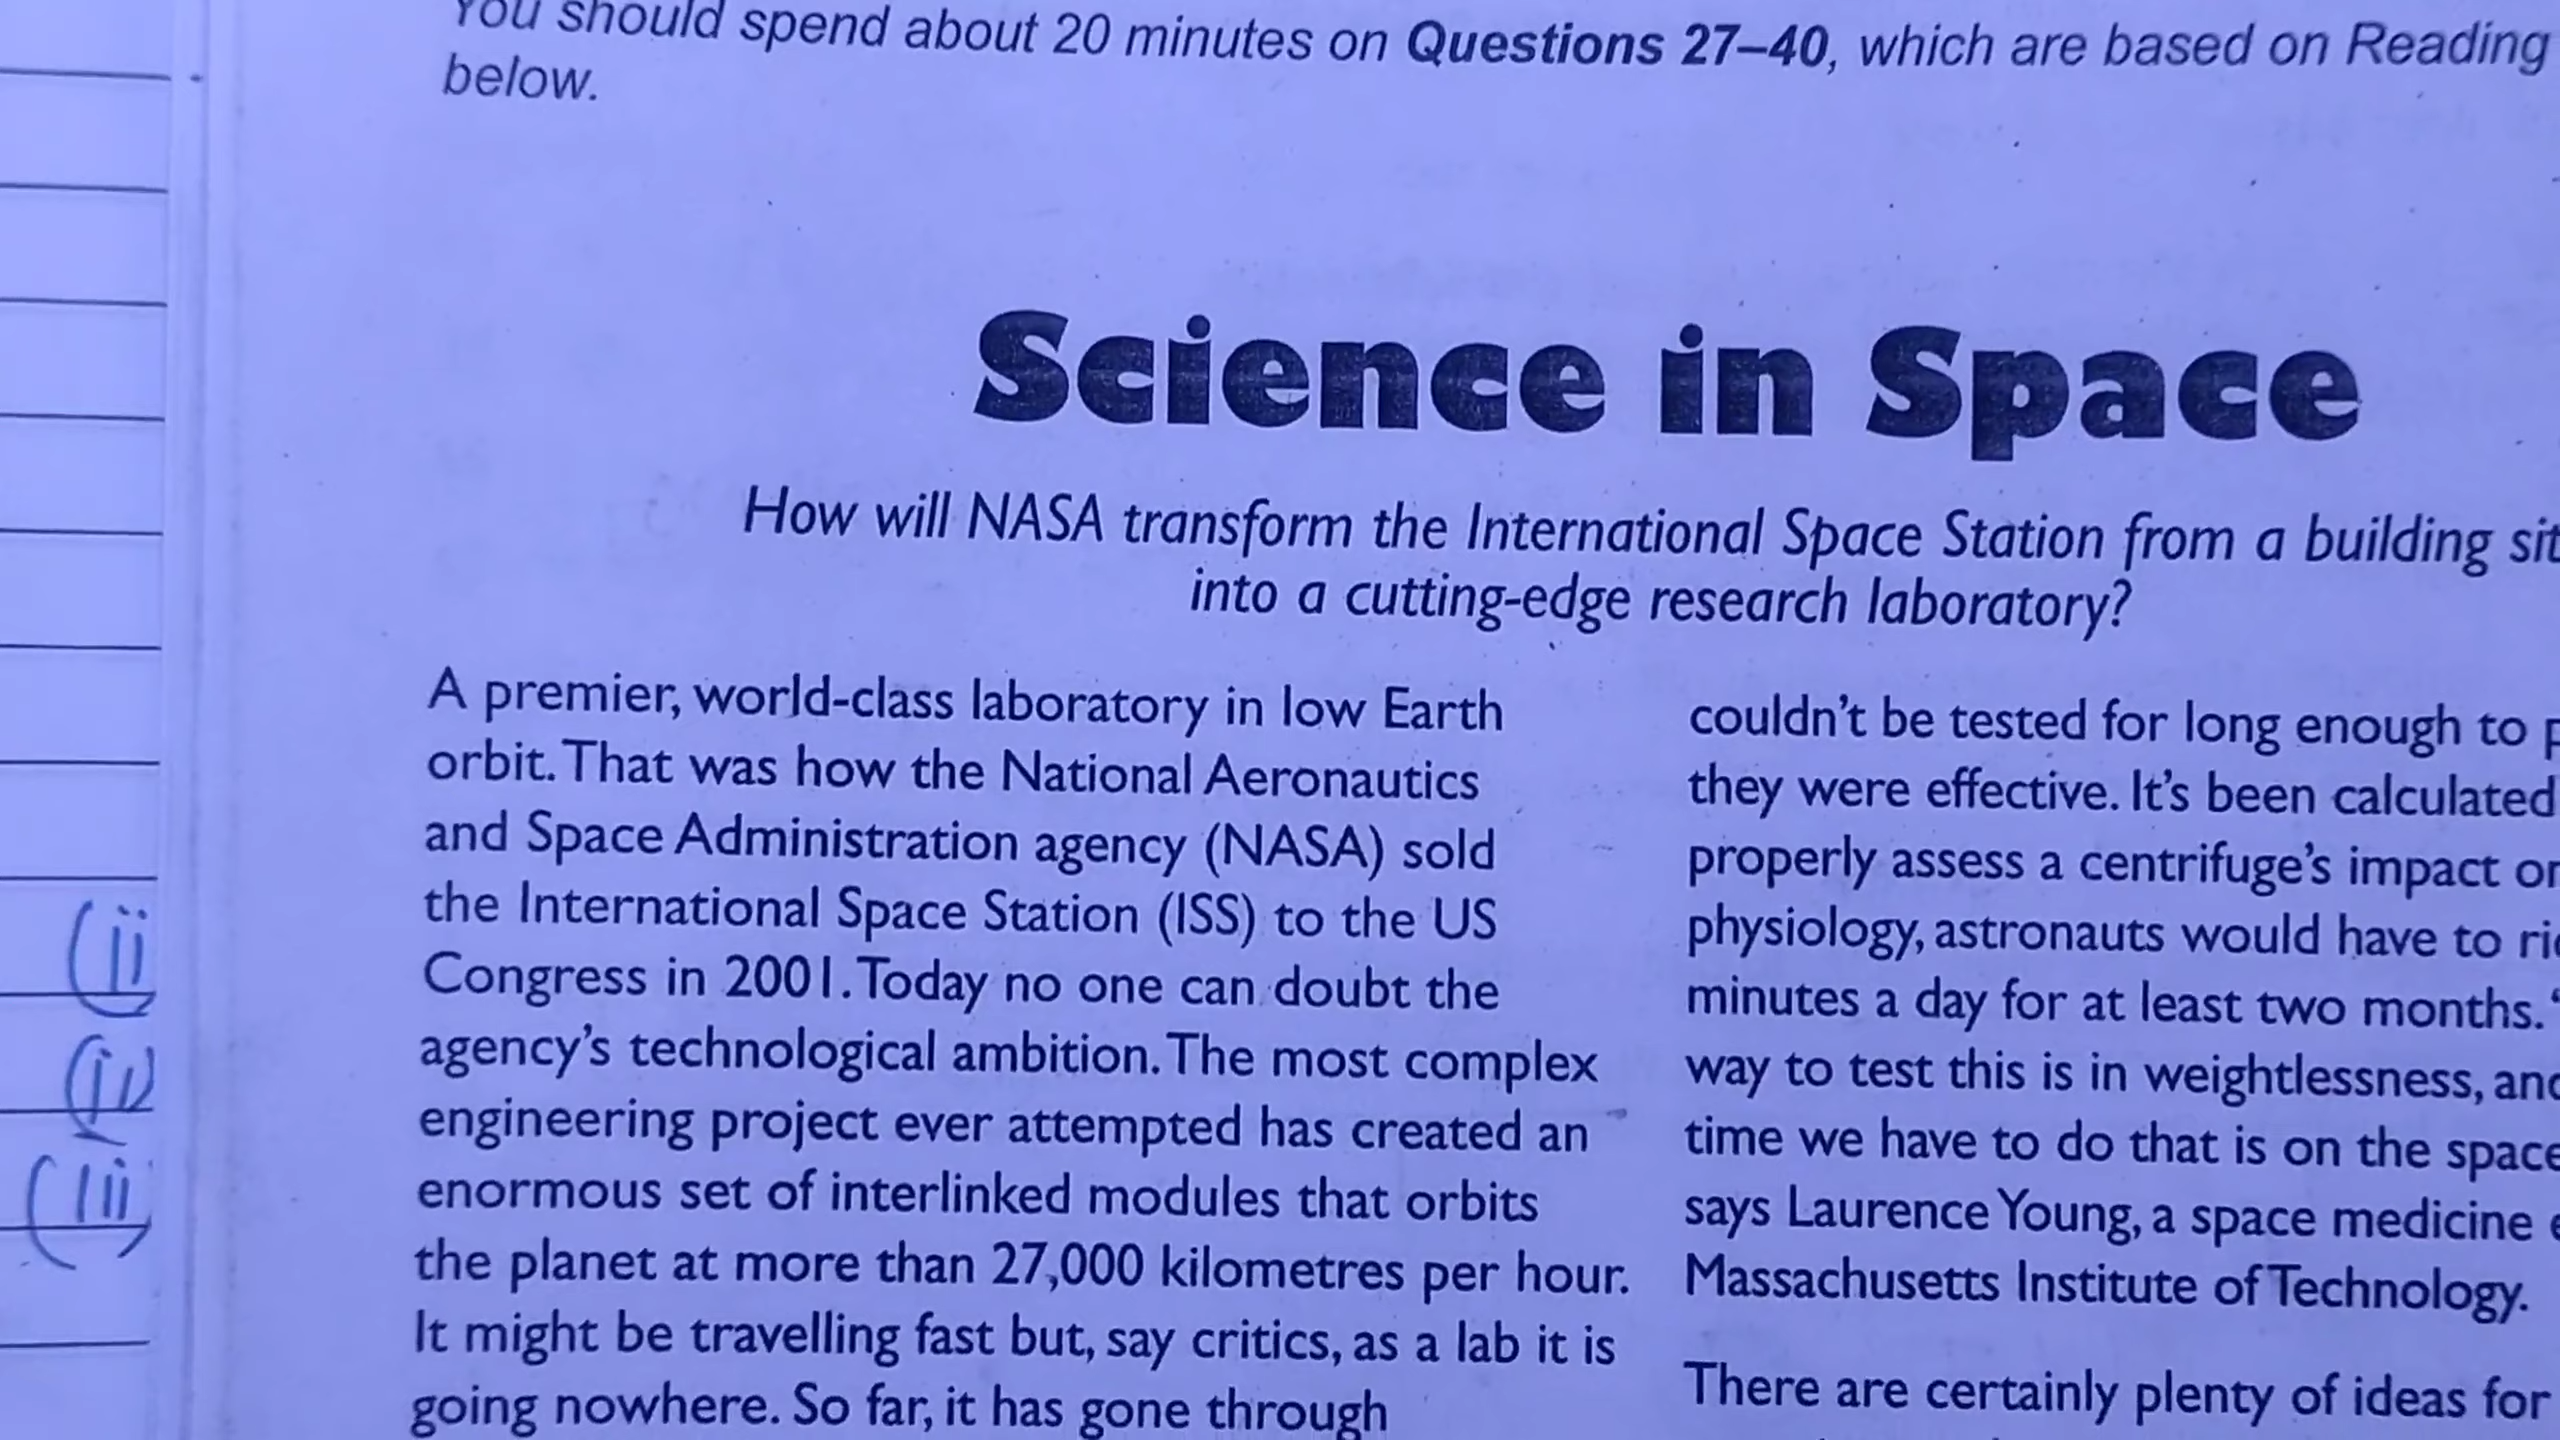 You should spend about 20 minutes on Questions 27–40, which are based on Reading
below.
Science in Space
How will NASA transform the International Space Station from a building
into a cutting-edge research laboratory?
A premier, world-class laboratory in low Earth
orbit. That was how the National Aeronautics
and Space Administration agency (NASA) sold
the International Space Station (ISS) to the US
Congress in 2001. Today no one can doubt the
agency's technological ambition. The most complex
engineering project ever attempted has created an
enormous set of interlinked modules that orbits
the planet at more than 27,000 kilometres per hour.
It might be travelling fast but, say critics, as a lab it is
going nowhere. So far, it has gone through
couldn't be tested for long enough to
they were effective. It's been calculated
properly assess a centrifuge's impact
physiology, astronauts would have to
minutes a day for at least two months.
way to test this is in weightlessness,
time we have to do that is on the
says Laurence Young, a space medicine
Massachusetts Institute of Technology.
There are certainly plenty of ideas for
(ii
(iv)
(iii)